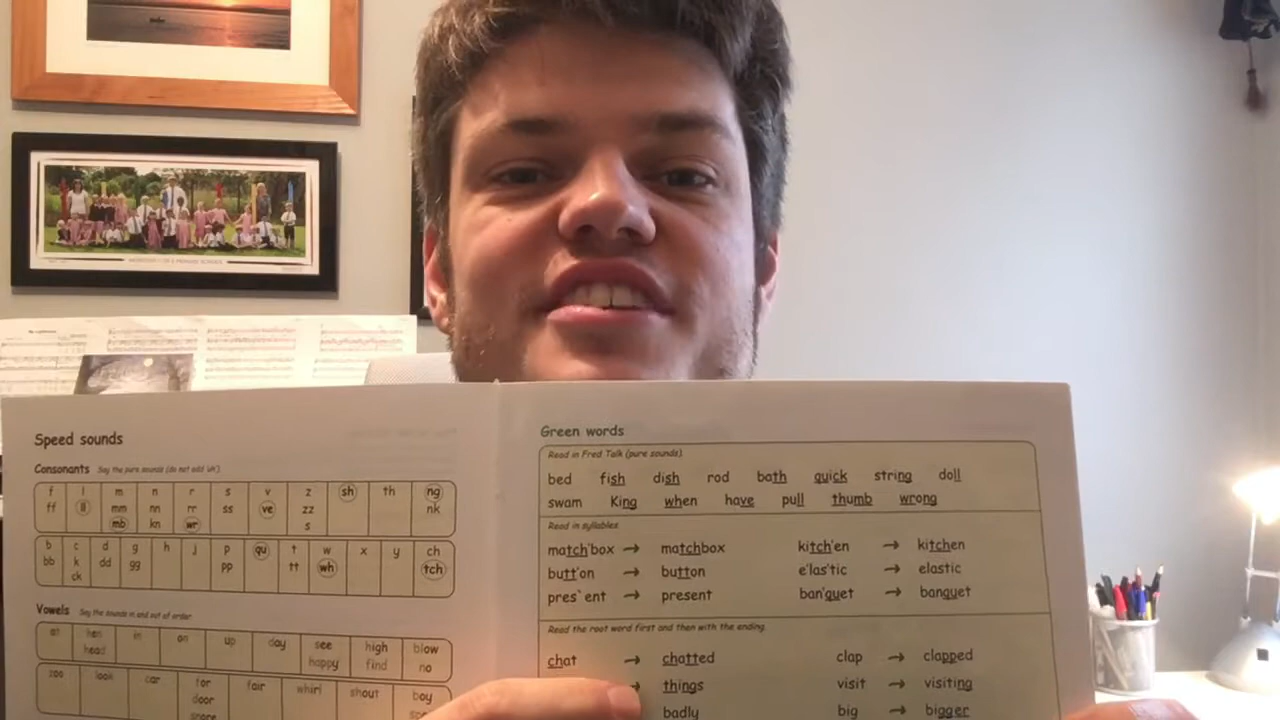 Speed sounds
Consonants Say the pure sounds (do not add 'uh').
f l m n r s v z sh th ng
ff ll mm nn rr ss ve zz nk
mb kn wr s
b c d g h j p qu t w x y ch
bb k dd gg pp tt wh tch
ck
Vowels Say the sounds in and out of order.
at hen in on up day see high blow
head happy find no
zoo look car for fair whirl shout boy
door
snore
Green words
Read in Fred Talk (pure sounds).
bed fish dish rod bath quick string doll
swam King when have pull thumb wrong
Read in syllables.
match'box → matchbox kitch'en → kitchen
butt'on → button e'las'tic → elastic
pres'ent → present ban'quet → banquet
Read the root word first and then with the ending.
chat → chatted clap → clapped
→ things visit → visiting
badly big → bigger